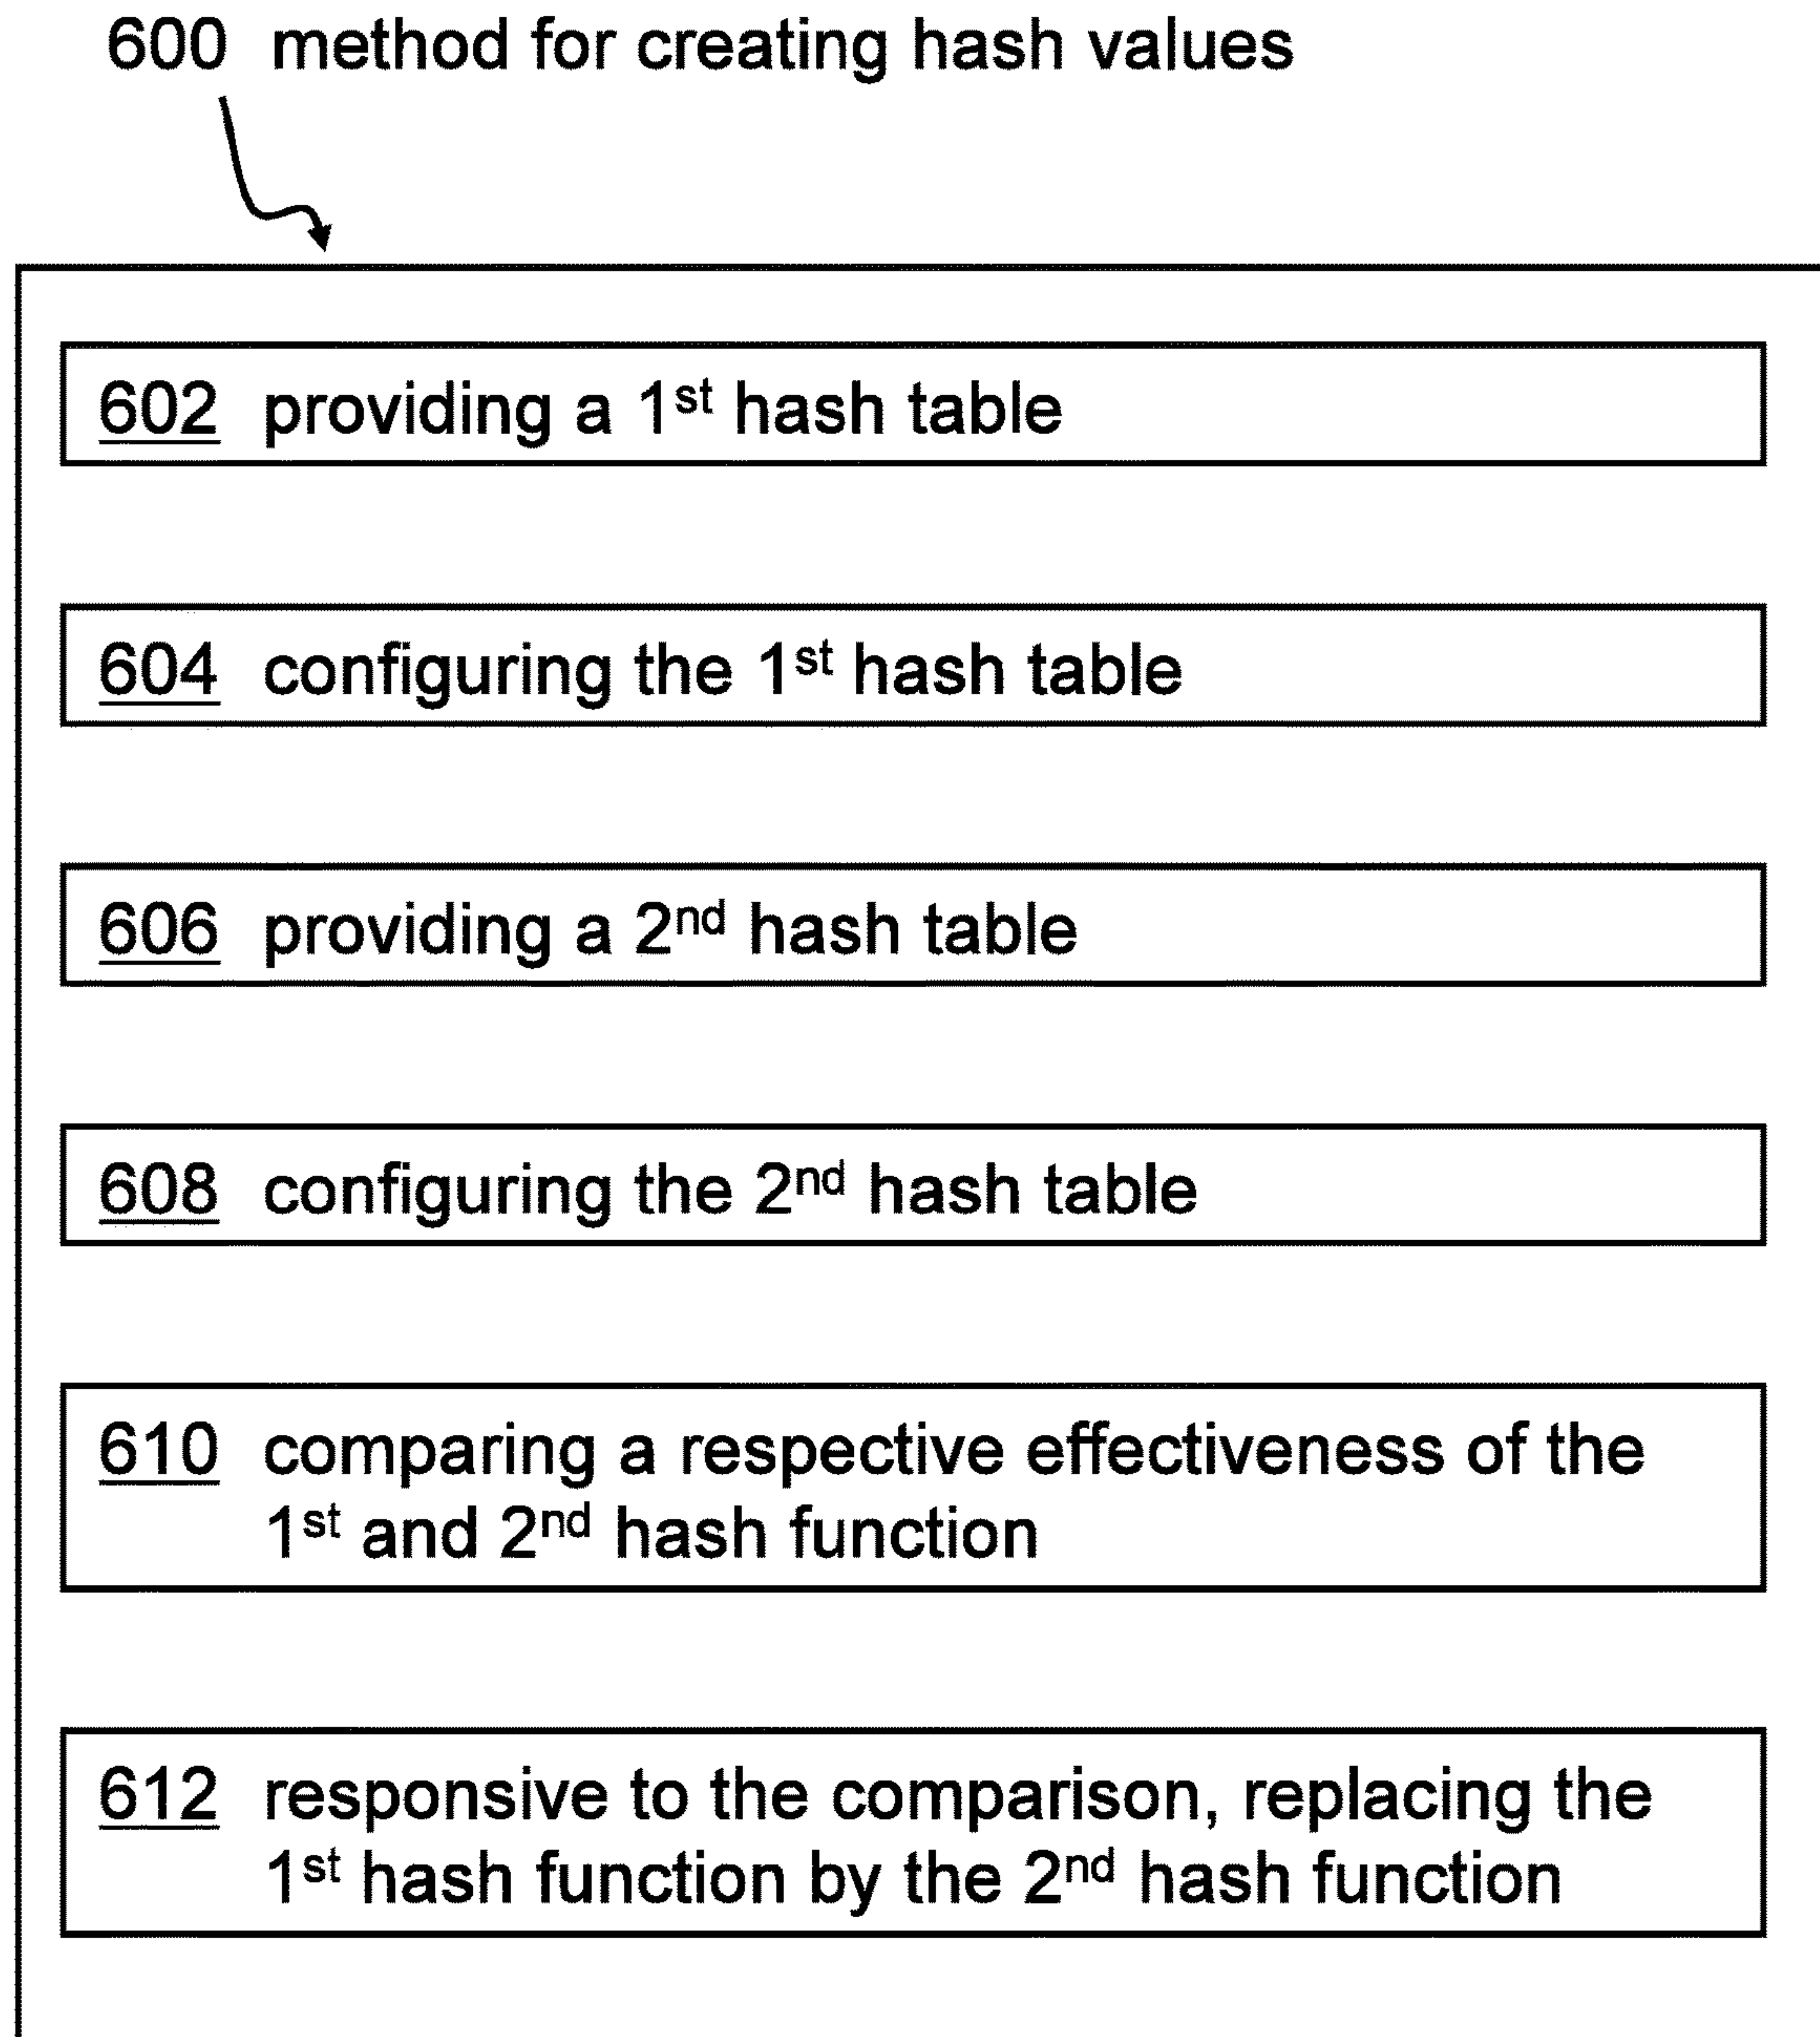 600 method for creating hash values
602 providing a 1st hash table
604 configuring the 1st hash table
606 providing a 2nd hash table
608 configuring the 2nd hash table
610 comparing a respective effectiveness of the
1st and 2nd hash function
612 responsive to the comparison, replacing the
1st hash function by the 2nd hash function